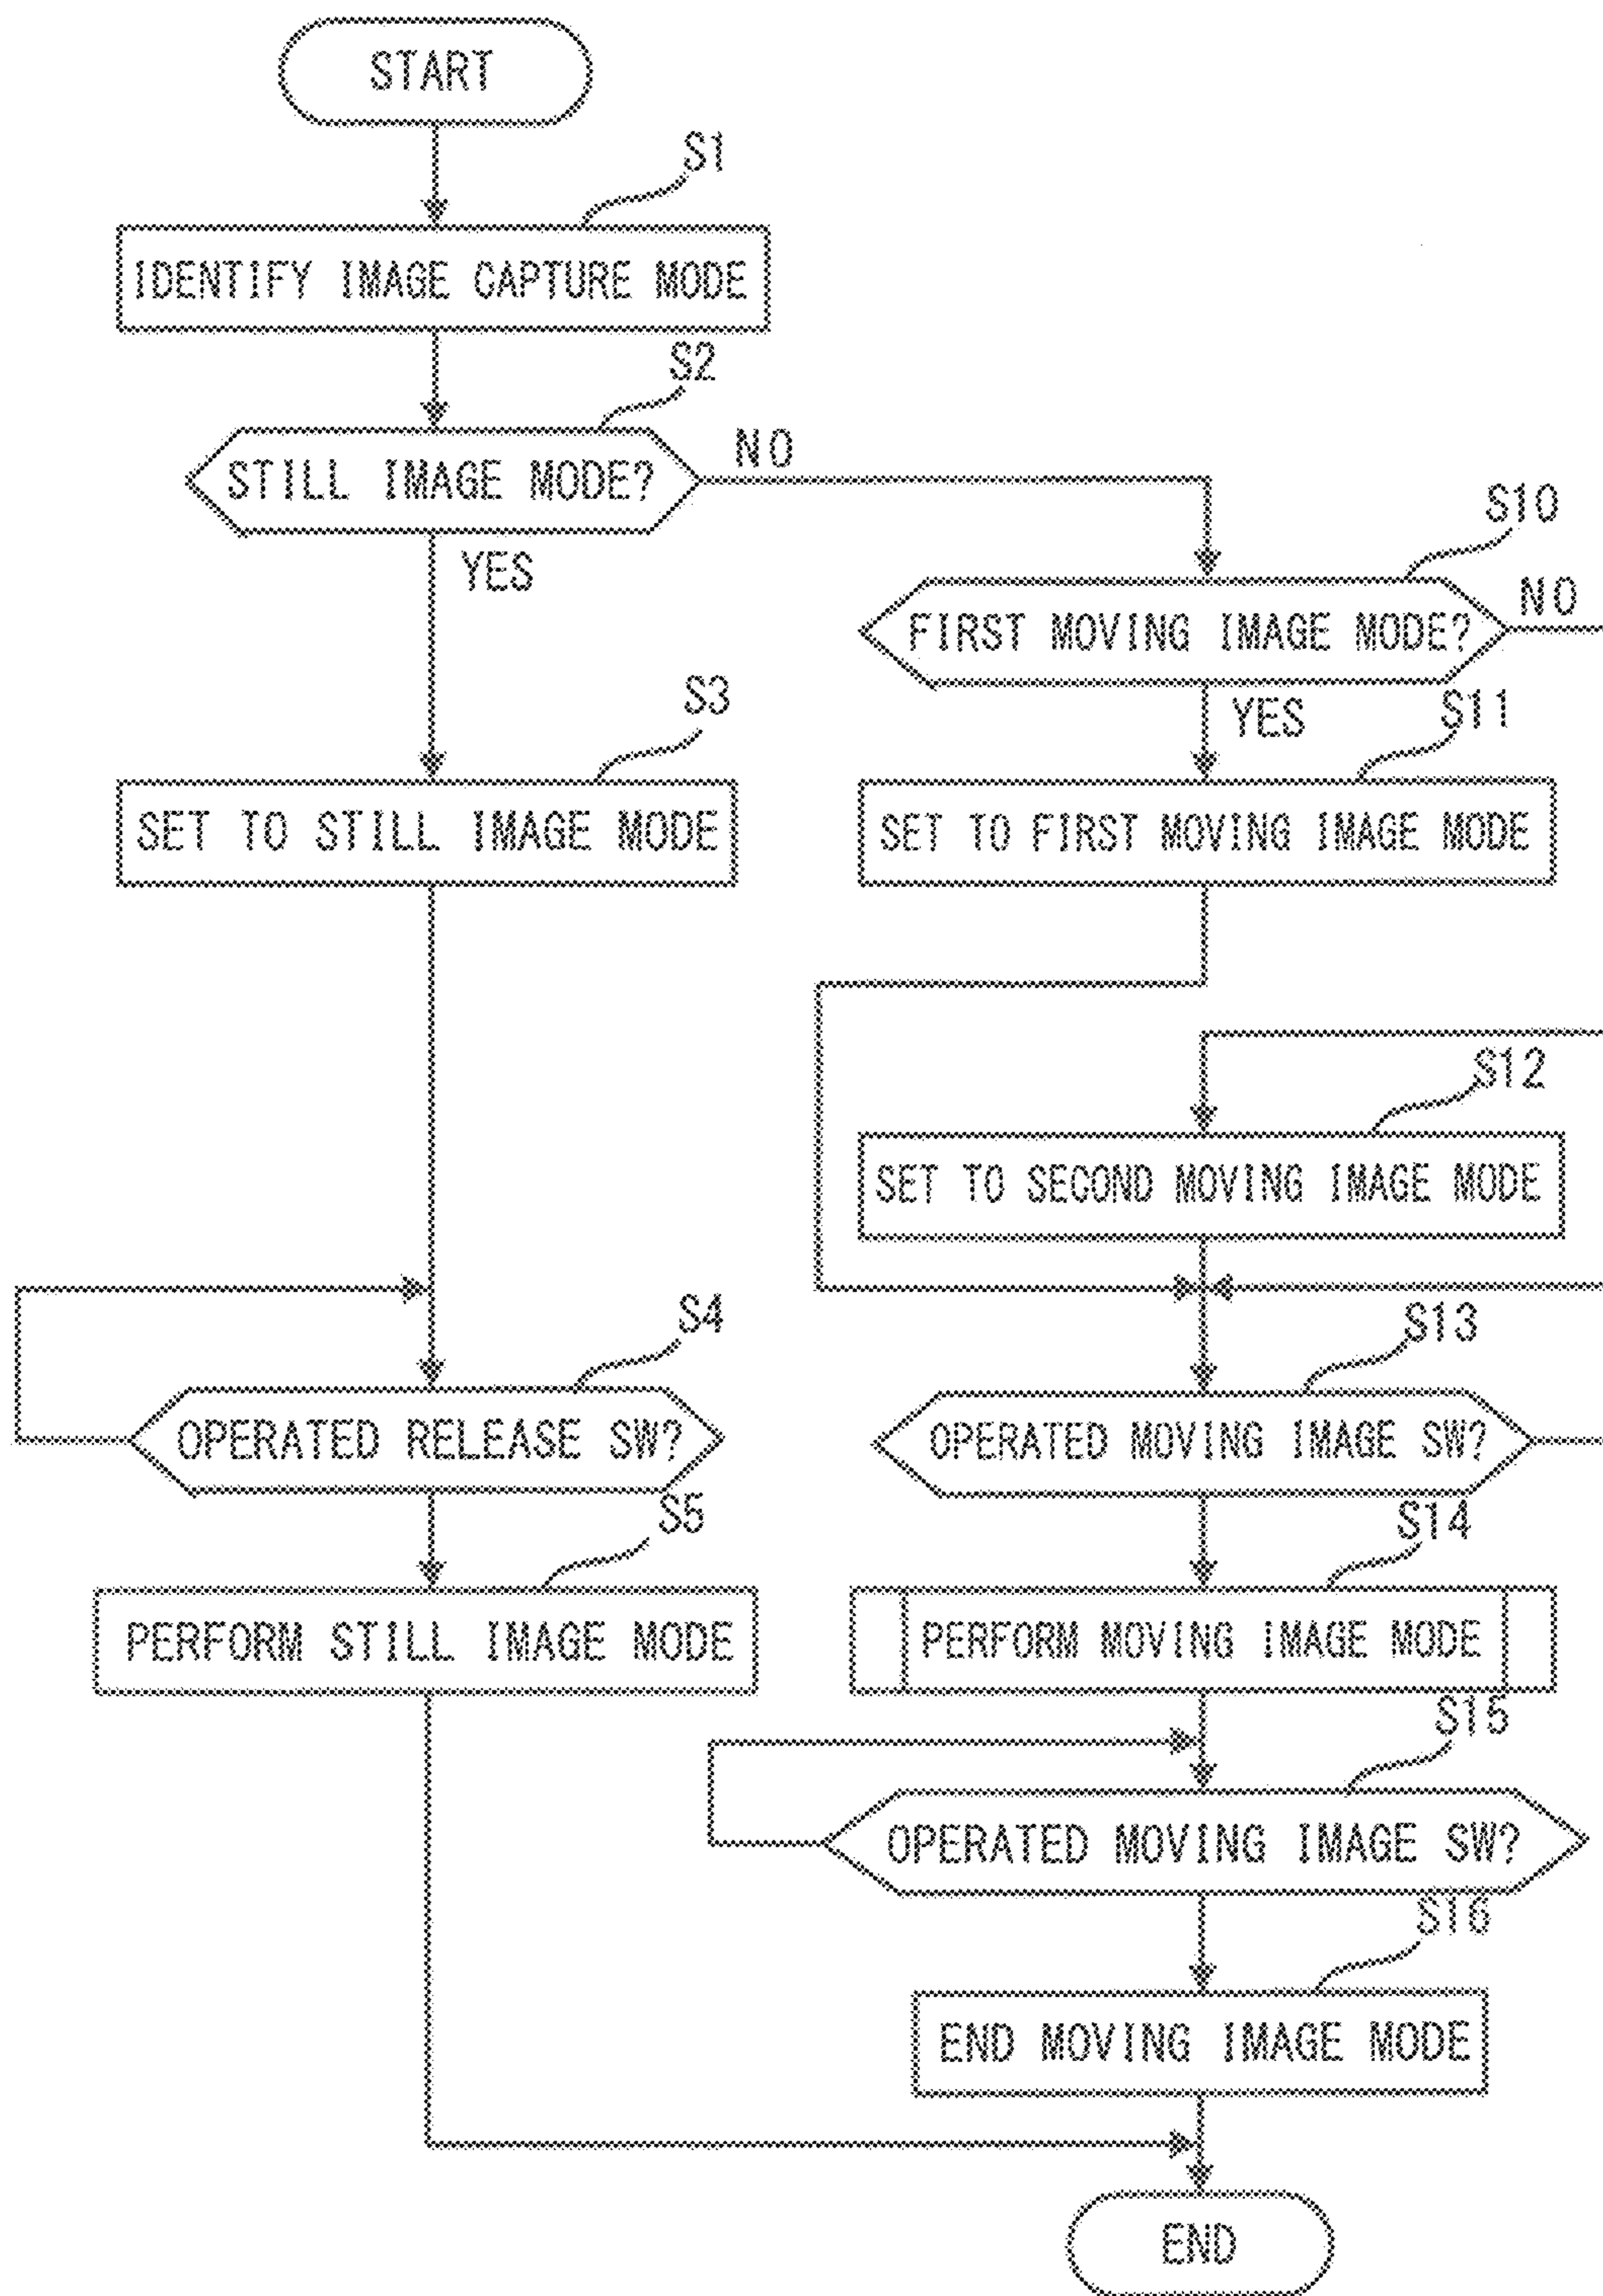 START
S1
IDENTIFY IMAGE CAPTURE MODE
S2
STILL IMAGE MODE?
NO
YES
S10
FIRST MOVING IMAGE MODE?
NO
YES
S3
SET TO STILL IMAGE MODE
S11
SET TO FIRST MOVING IMAGE MODE
S12
SET TO SECOND MOVING IMAGE MODE
S4
OPERATED RELEASE SW?
S13
OPERATED MOVING IMAGE SW?
S5
PERFORM STILL IMAGE MODE
S14
PERFORM MOVING IMAGE MODE
S15
OPERATED MOVING IMAGE SW?
S16
END MOVING IMAGE MODE
END